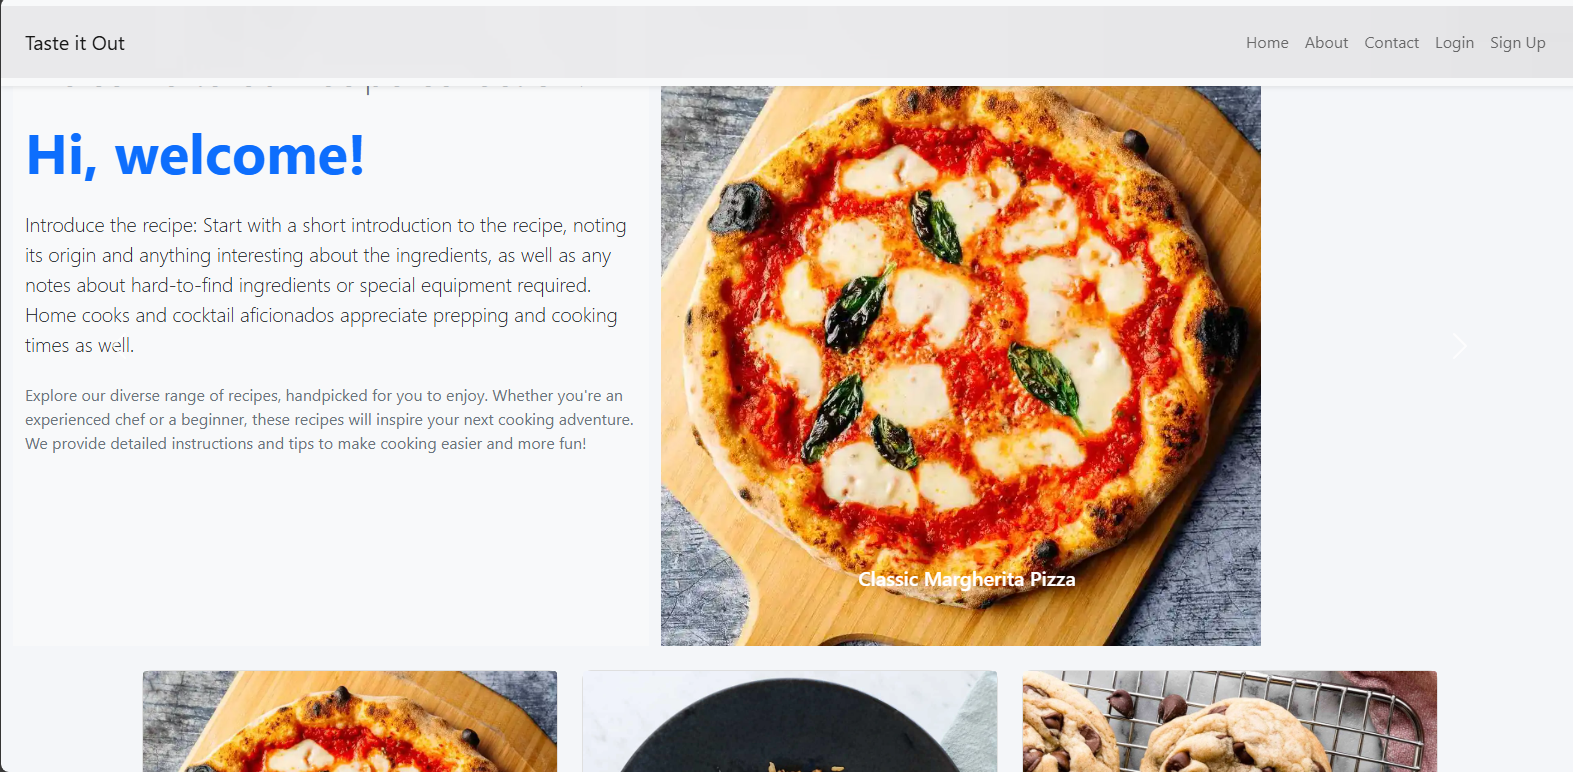 Taste it Out
Home About Contact Login Sign Up
Hi, welcome!
Introduce the recipe: Start with a short introduction to the recipe, noting
its origin and anything interesting about the ingredients, as well as any
notes about hard-to-find ingredients or special equipment required.
Home cooks and cocktail aficionados appreciate prepping and cooking
times as well.
Explore our diverse range of recipes, handpicked for you to enjoy. Whether you're an
experienced chef or a beginner, these recipes will inspire your next cooking adventure.
We provide detailed instructions and tips to make cooking easier and more fun!
Classic Margherita Pizza